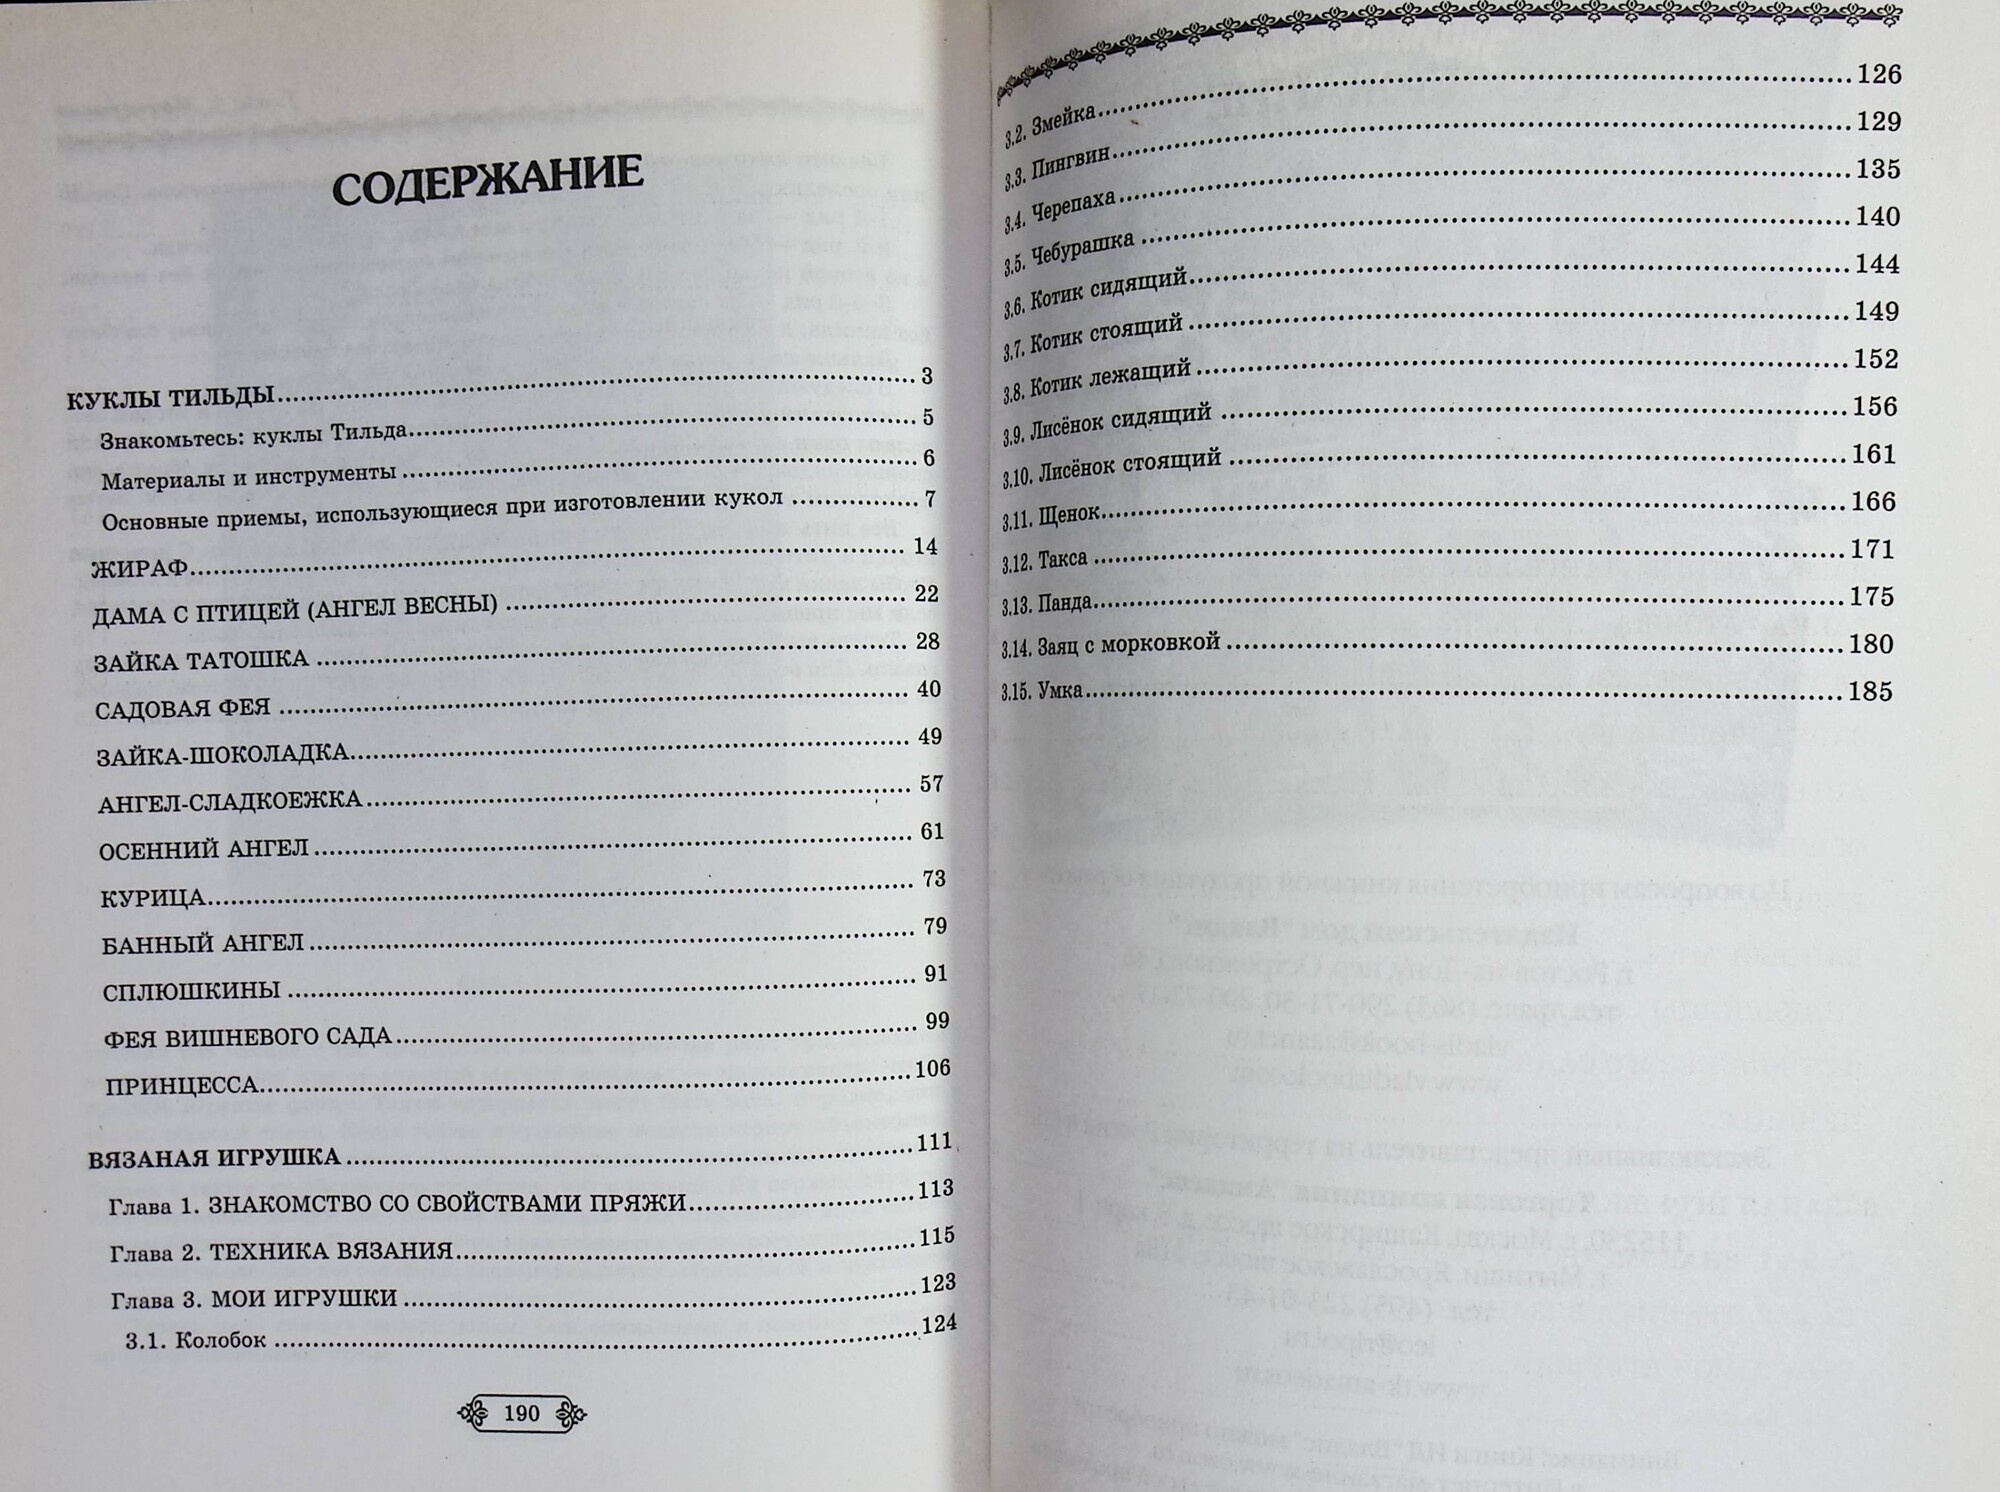 СОДЕРЖАНИЕ
КУКЛЫ ТИЛЬДЫ........ 3
Знакомьтесь: куклы Тильда........ 5
Материалы и инструменты ........ 6
Основные приемы, использующиеся при изготовлении кукол ........ 7
ЖИРАФ........ 14
ДАМА С ПТИЦЕЙ (АНГЕЛ ВЕСНЫ) ........ 22
ЗАЙКА ТАТОШКА ........ 28
САДОВАЯ ФЕЯ ........ 40
ЗАЙКА-ШОКОЛАДКА........ 49
АНГЕЛ-СЛАДКОЕЖКА........ 57
ОСЕННИЙ АНГЕЛ ........ 61
КУРИЦА........ 73
БАННЫЙ АНГЕЛ ........ 79
СПЛЮШКИНЫ ........ 91
ФЕЯ ВИШНЕВОГО САДА ........ 99
ПРИНЦЕССА........ 106
ВЯЗАНАЯ ИГРУШКА ........ 111
Глава 1. ЗНАКОМСТВО СО СВОЙСТВАМИ ПРЯЖИ........ 113
Глава 2. ТЕХНИКА ВЯЗАНИЯ........ 115
Глава 3. МОИ ИГРУШКИ ........ 123
3.1. Колобок ........ 124
190
3.2. Змейка........ 126
3.3. Пингвин........ 129
3.4. Черепаха........ 135
3.5. Чебурашка ........ 140
3.6. Котик сидящий........ 144
3.7. Котик стоящий ........ 149
3.8. Котик лежащий ........ 152
3.9. Лисёнок сидящий ........ 156
3.10. Лисёнок стоящий ........ 161
3.11. Щенок........ 166
3.12. Такса ........ 171
3.13. Панда........ 175
3.14. Заяц с морковкой ........ 180
3.15. Умка........ 185